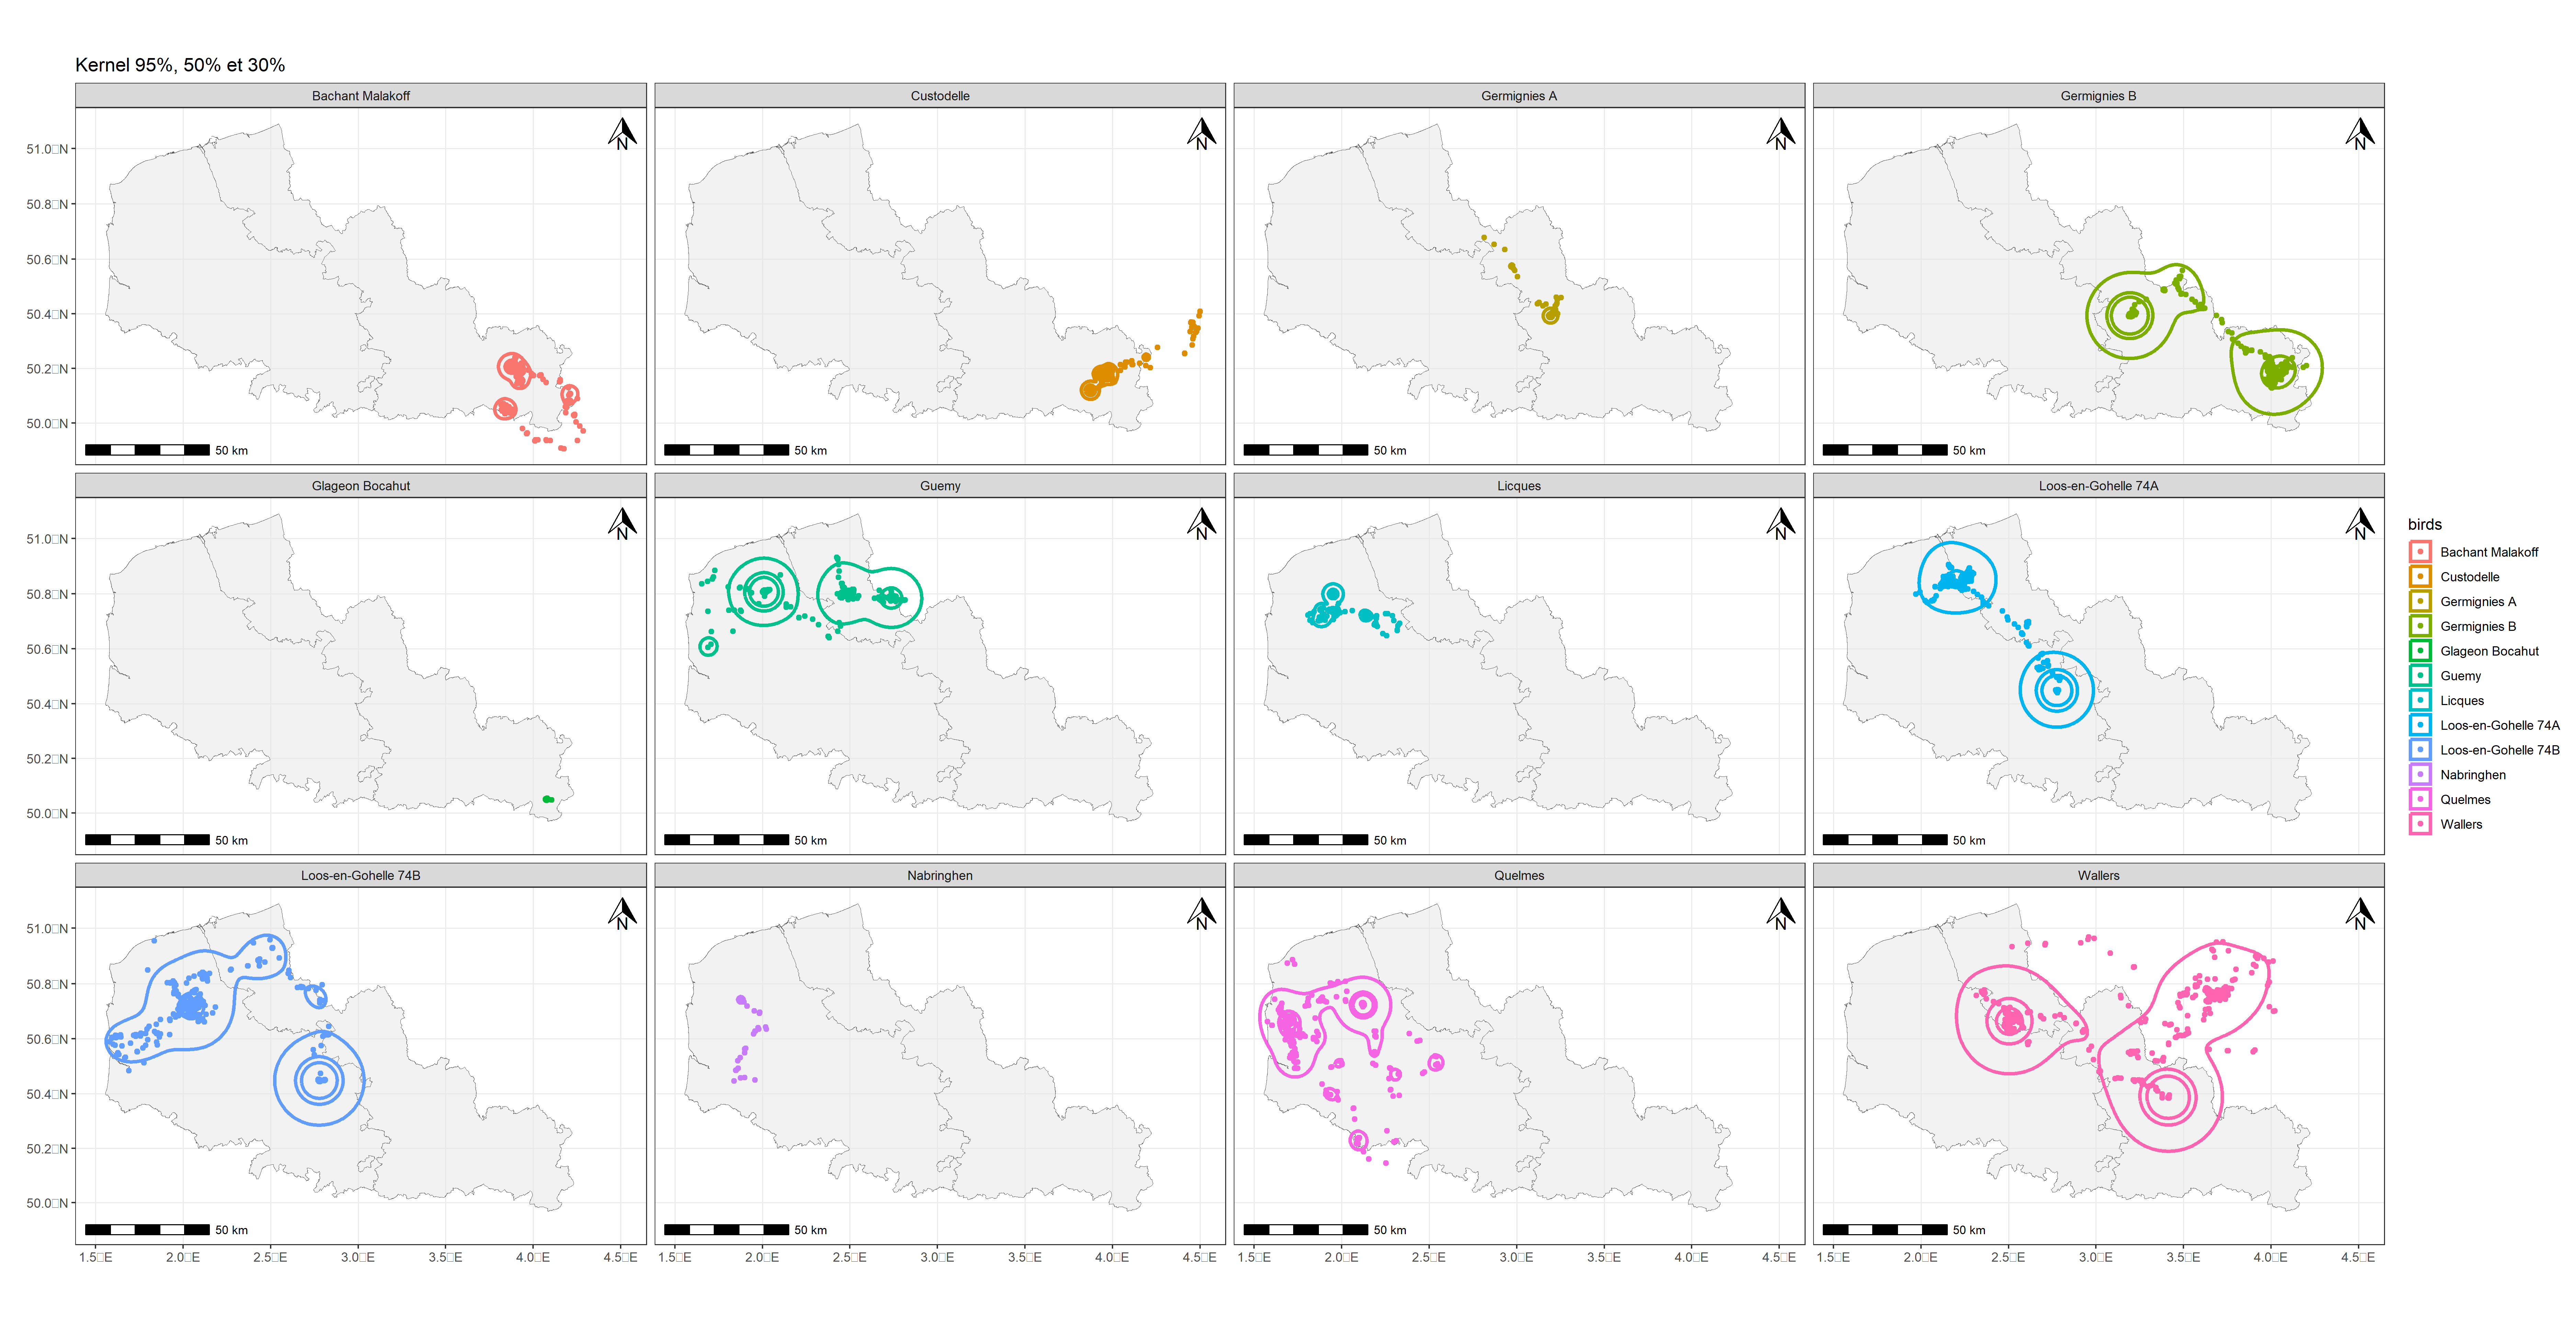 Kernel 95%, 50% et 30%
Bachant Malakoff
Custodelle
Germignies A
Germignies B
N
N
N
N
51.0□N
50.8□N
50.6□N
50.4□N
50.2□N
50.0□N
50 km
50 km
50 km
50 km
Glageon Bocahut
Guemy
Licques
Loos-en-Gohelle 74A
N
N
N
N
51.0□N
50.8□N
50.6□N
50.4□N
50.2□N
50.0□N
50 km
50 km
50 km
50 km
Loos-en-Gohelle 74B
Nabringhen
Quelmes
Wallers
N
N
N
N
51.0□N
50.8□N
50.6□N
50.4□N
50.2□N
50.0□N
50 km
50 km
50 km
50 km
1.5□E 2.0□E 2.5□E 3.0□E 3.5□E 4.0□E 4.5□E
1.5□E 2.0□E 2.5□E 3.0□E 3.5□E 4.0□E 4.5□E
1.5□E 2.0□E 2.5□E 3.0□E 3.5□E 4.0□E 4.5□E
1.5□E 2.0□E 2.5□E 3.0□E 3.5□E 4.0□E 4.5□E
birds
Bachant Malakoff
Custodelle
Germignies A
Germignies B
Glageon Bocahut
Guemy
Licques
Loos-en-Gohelle 74A
Loos-en-Gohelle 74B
Nabringhen
Quelmes
Wallers